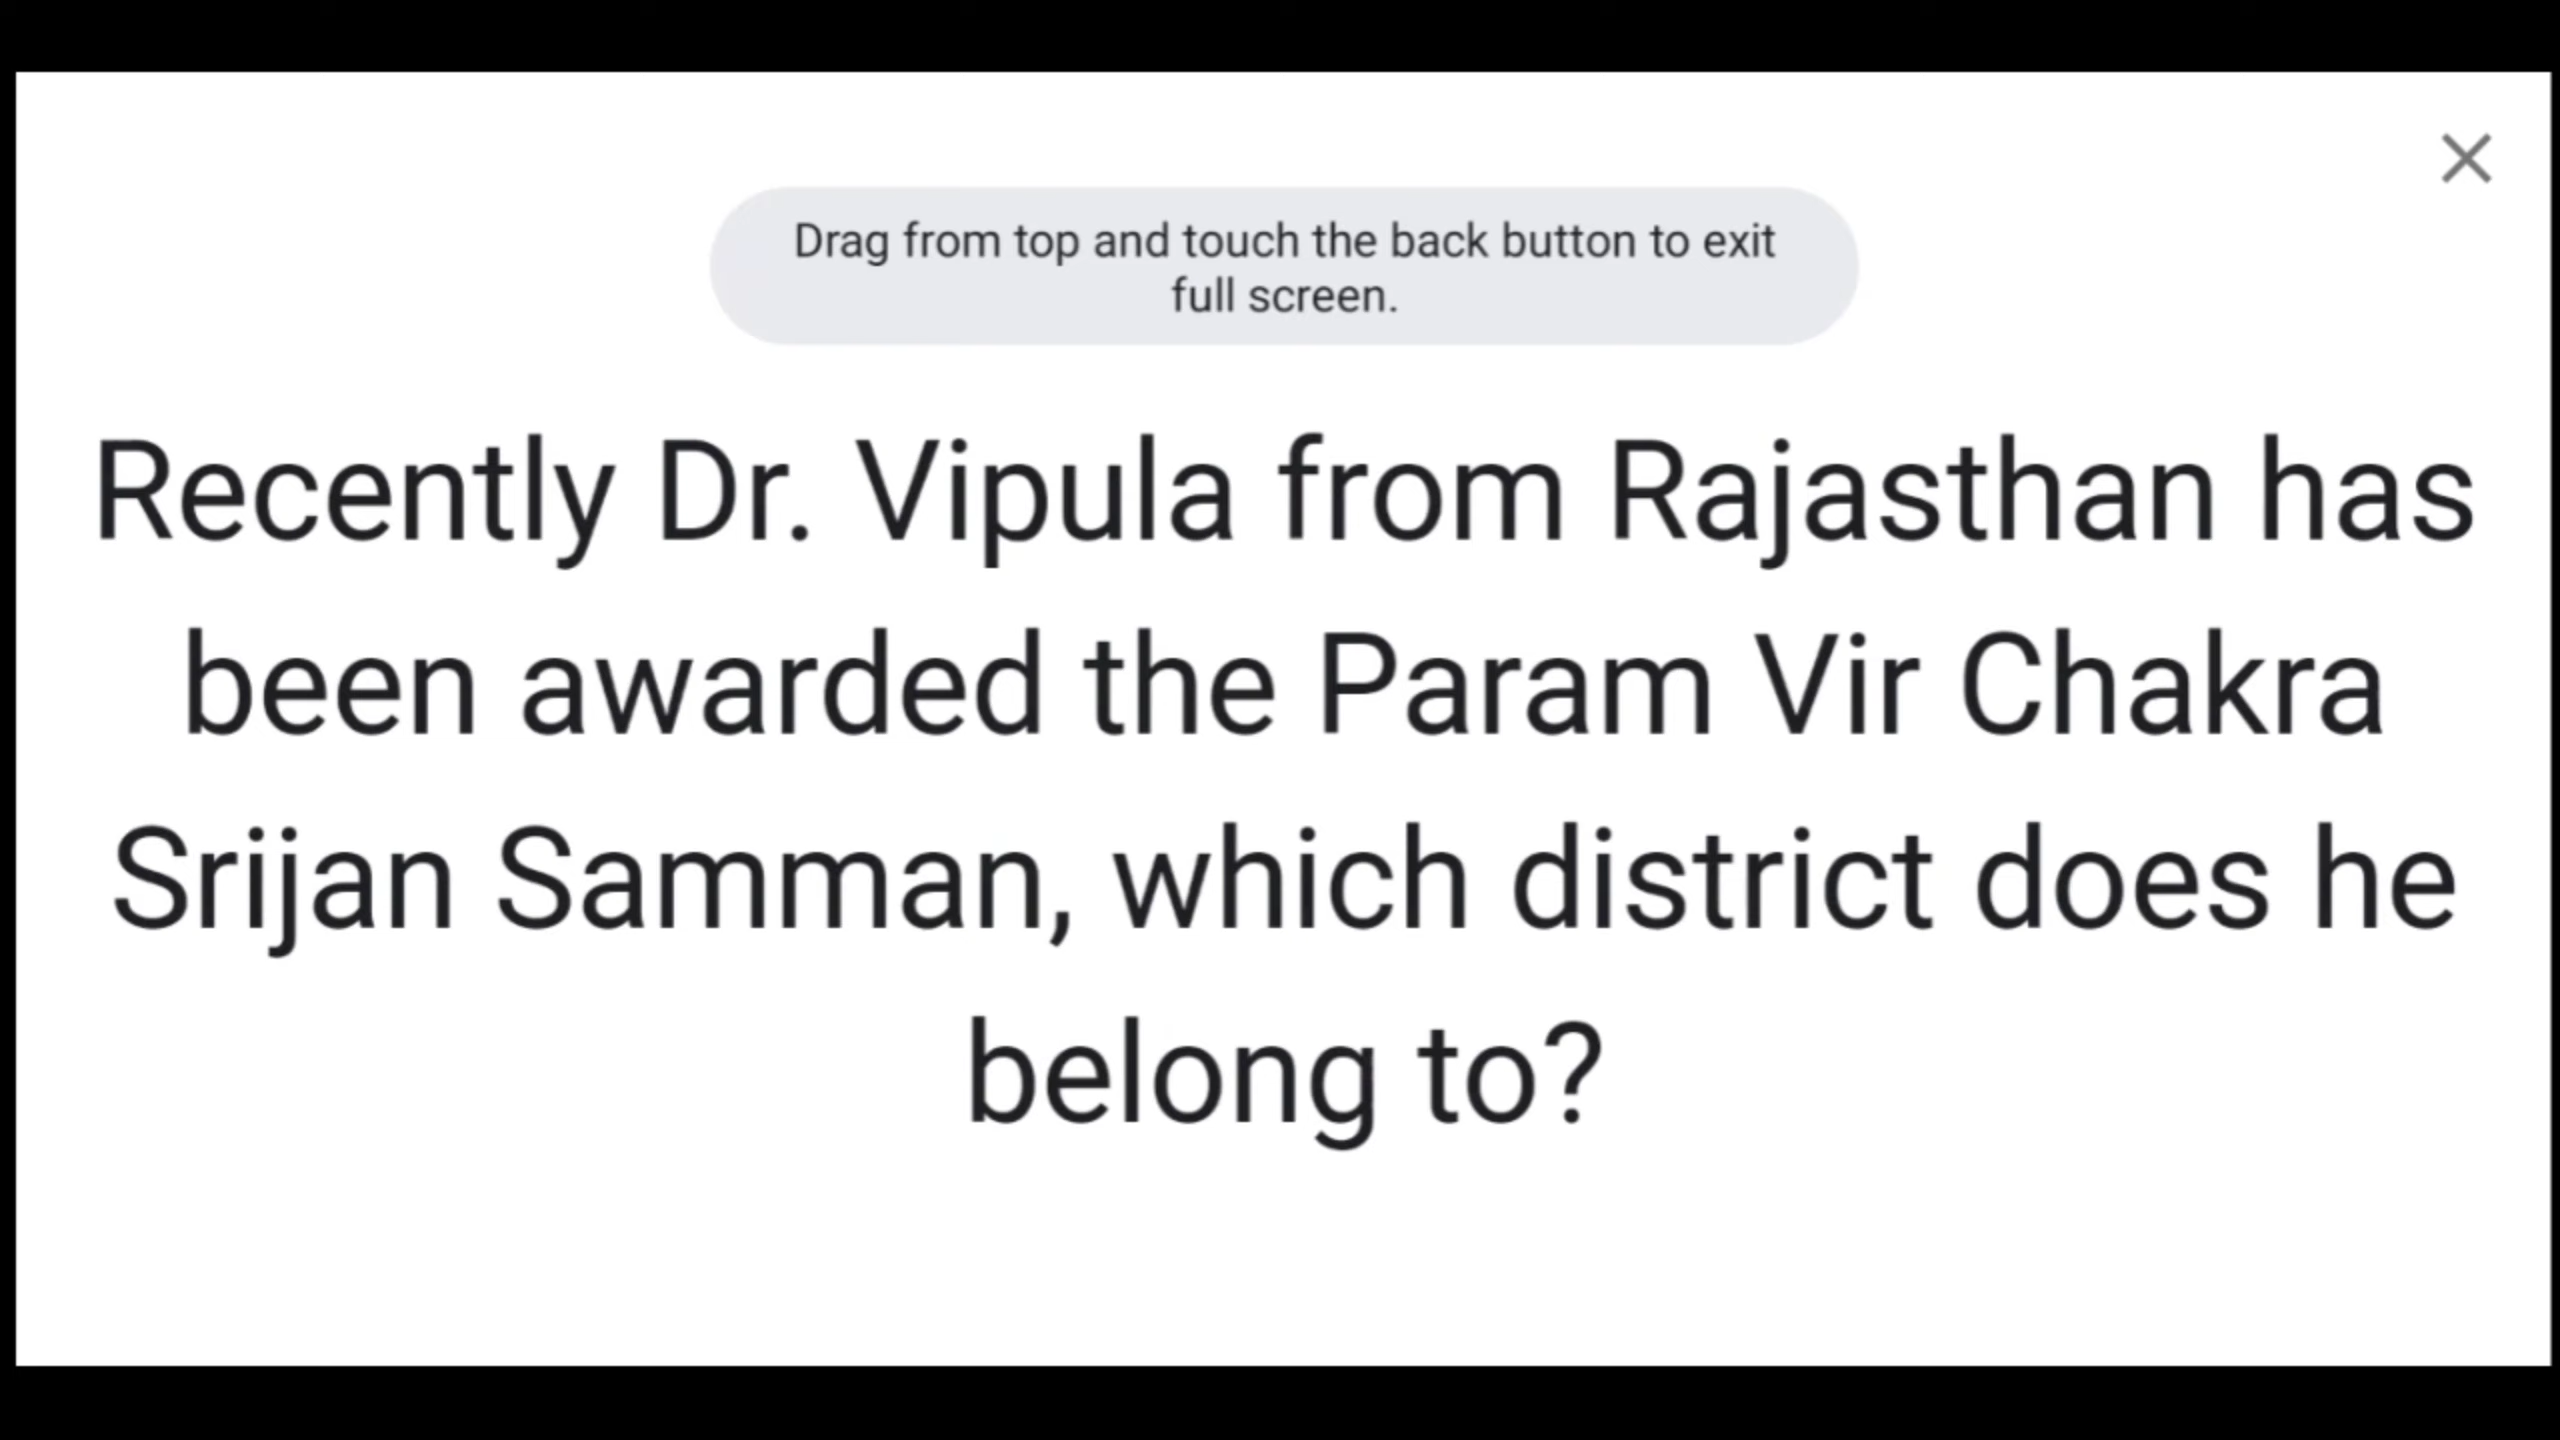 Drag from top and touch the back button to exit
full screen.
Recently Dr. Vipula from Rajasthan has
been awarded the Param Vir Chakra
Srijan Samman, which district does he
belong to?